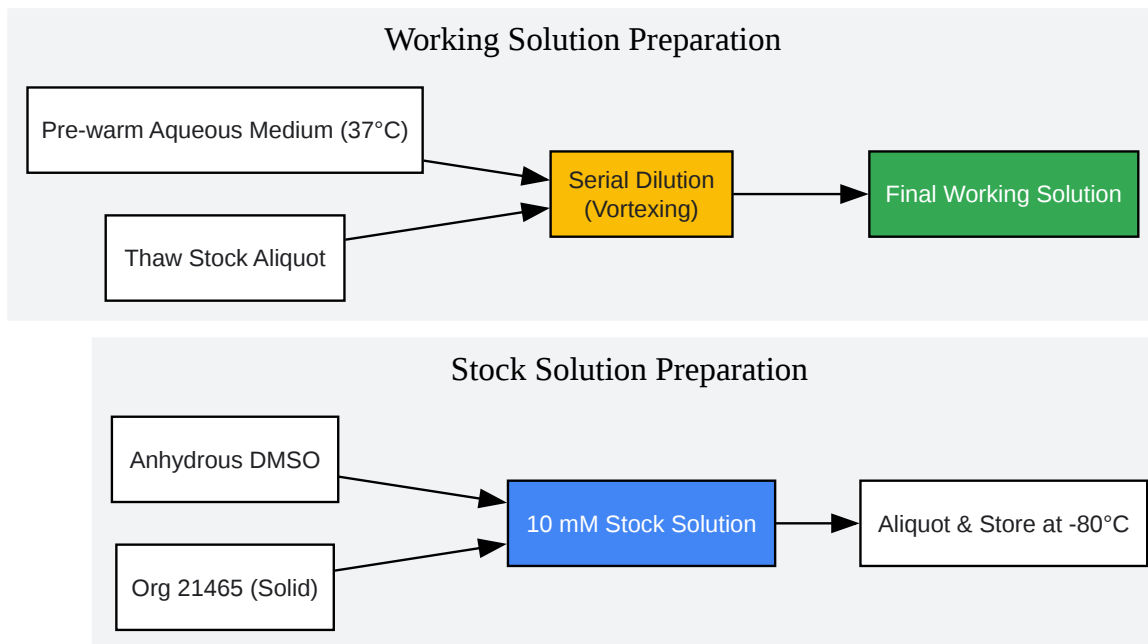 Working Solution Preparation
Pre-warm Aqueous Medium (37°C)
Thaw Stock Aliquot
Serial Dilution
(Vortexing)
Final Working Solution
Stock Solution Preparation
Anhydrous DMSO
Org 21465 (Solid)
10 mM Stock Solution
Aliquot & Store at -80°C